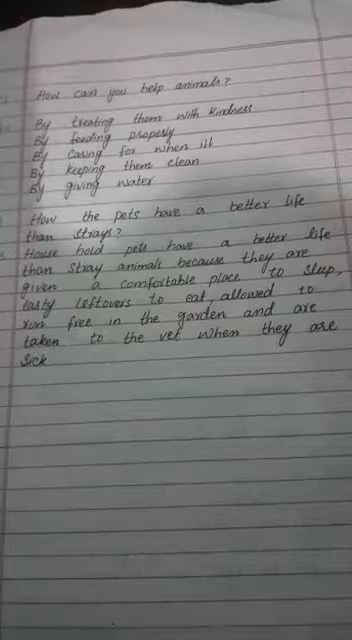 How can you help animals?
By treating them with kindness
By feeding properly
By Caring for when ill
By keeping them clean
By giving water
How the pets have a better life
than strays?
House hold pets have a better life
than stray animals because they are
given a comfortable place to sleep,
tasty leftovers to eat, allowed to
run free in the garden and are
taken to the vet when they are
Sick